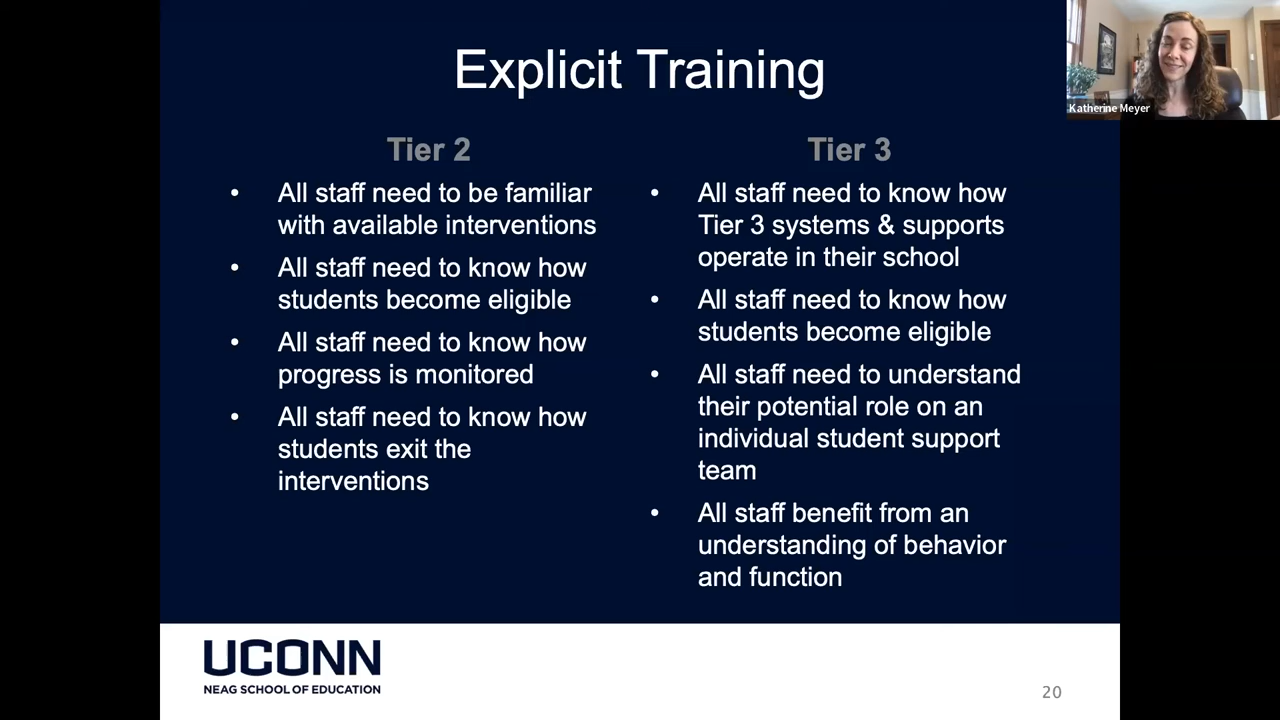 Explicit Training
Katherine Meyer
Tier 2
• All staff need to be familiar
with available interventions
• All staff need to know how
students become eligible
• All staff need to know how
progress is monitored
• All staff need to know how
students exit the
interventions
Tier 3
• All staff need to know how
Tier 3 systems & supports
operate in their school
• All staff need to know how
students become eligible
• All staff need to understand
their potential role on an
individual student support
team
• All staff benefit from an
understanding of behavior
and function
UCONN
NEAG SCHOOL OF EDUCATION
20